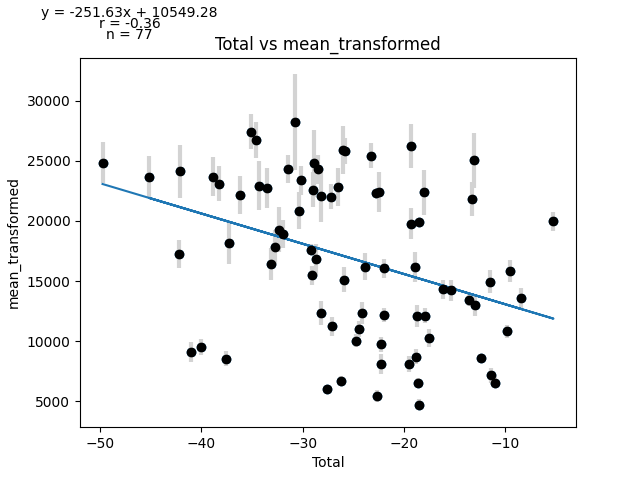 y = -251.63x + 10549.28
r = -0.36
n = 77
Total vs mean_transformed
mean_transformed
30000
25000
20000
15000
10000
5000
−50
−40
−30
−20
−10
Total